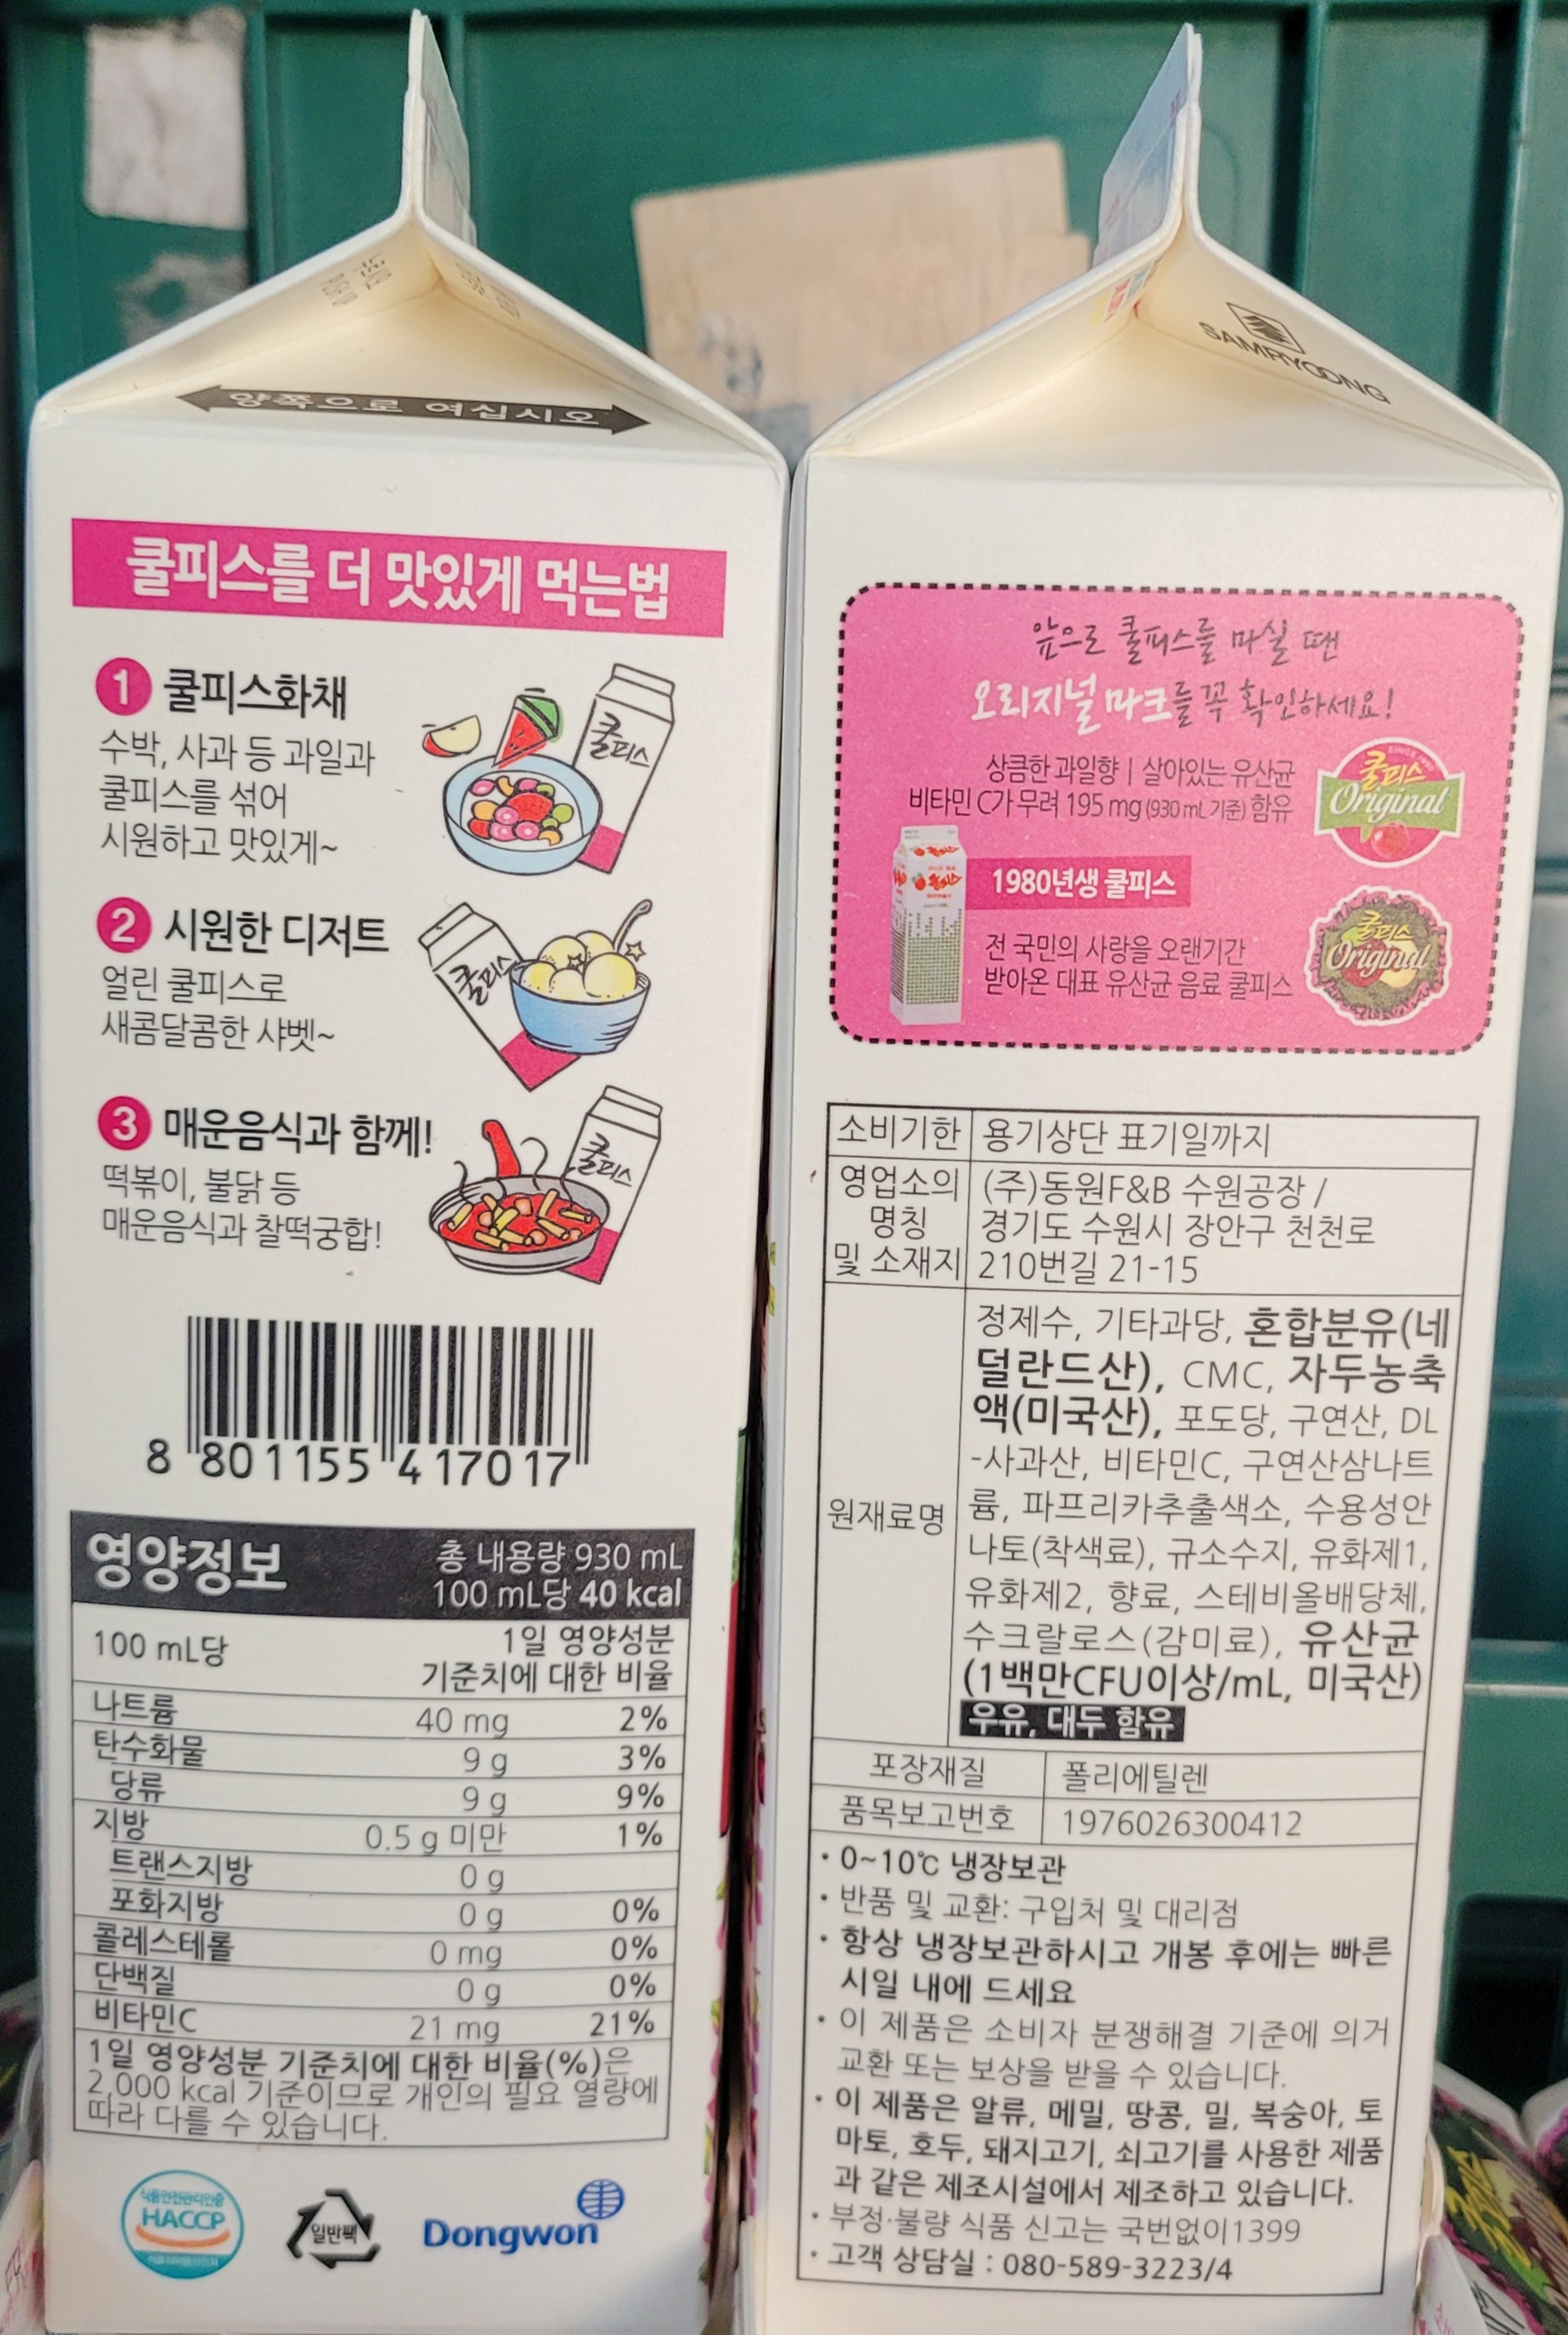 양쪽으로 여십시오
쿨피스를 더 맛있게 먹는법
1 쿨피스화채
수박, 사과 등 과일과
쿨피스를 섞어
시원하고 맛있게~
쿨피스
2 시원한 디저트
얼린 쿨피스로
새콤달콤한 샤벳~
쿨피스
3 매운음식과 함께!
떡볶이, 불닭 등
매운음식과 찰떡궁합!
쿨피스
8 801155 417017
영양정보
총 내용량 930 mL
100 mL당 40 kcal
100 mL당 1일 영양성분
기준치에 대한 비율
나트륨 40 mg 2%
탄수화물 9 g 3%
당류 9 g 9%
지방 0.5 g 미만 1%
트랜스지방 0 g
포화지방 0 g 0%
콜레스테롤 0 mg 0%
단백질 0 g 0%
비타민C 21 mg 21%
1일 영양성분 기준치에 대한 비율(%)은
2,000 kcal 기준이므로 개인의 필요 열량에
따라 다를 수 있습니다.
식품안전관리인증
HACCP
일반팩
Dongwon
SAMRYOONG
앞으로 쿨피스를 마실 땐
오리지널 마크를 꼭 확인하세요!
상큼한 과일향 | 살아있는 유산균
비타민 C가 무려 195 mg (930 mL 기준) 함유
쿨피스
Original
1980년생 쿨피스
전 국민의 사랑을 오랜기간
받아온 대표 유산균 음료 쿨피스
쿨피스
Original
소비기한 용기상단 표기일까지
영업소의 (주)동원F&B 수원공장 /
명칭 경기도 수원시 장안구 천천로
및 소재지 210번길 21-15
원재료명
정제수, 기타과당, 혼합분유(네
덜란드산), CMC, 자두농축
액(미국산), 포도당, 구연산, DL
-사과산, 비타민C, 구연산삼나트
륨, 파프리카추출색소, 수용성안
나토(착색료), 규소수지, 유화제1,
유화제2, 향료, 스테비올배당체,
수크랄로스(감미료), 유산균
(1백만CFU이상/mL, 미국산)
우유, 대두 함유
포장재질 폴리에틸렌
품목보고번호 1976026300412
• 0~10℃ 냉장보관
• 반품 및 교환: 구입처 및 대리점
• 항상 냉장보관하시고 개봉 후에는 빠른
시일 내에 드세요
• 이 제품은 소비자 분쟁해결 기준에 의거
교환 또는 보상을 받을 수 있습니다.
• 이 제품은 알류, 메밀, 땅콩, 밀, 복숭아, 토
마토, 호두, 돼지고기, 쇠고기를 사용한 제품
과 같은 제조시설에서 제조하고 있습니다.
• 부정·불량 식품 신고는 국번없이1399
• 고객 상담실 : 080-589-3223/4